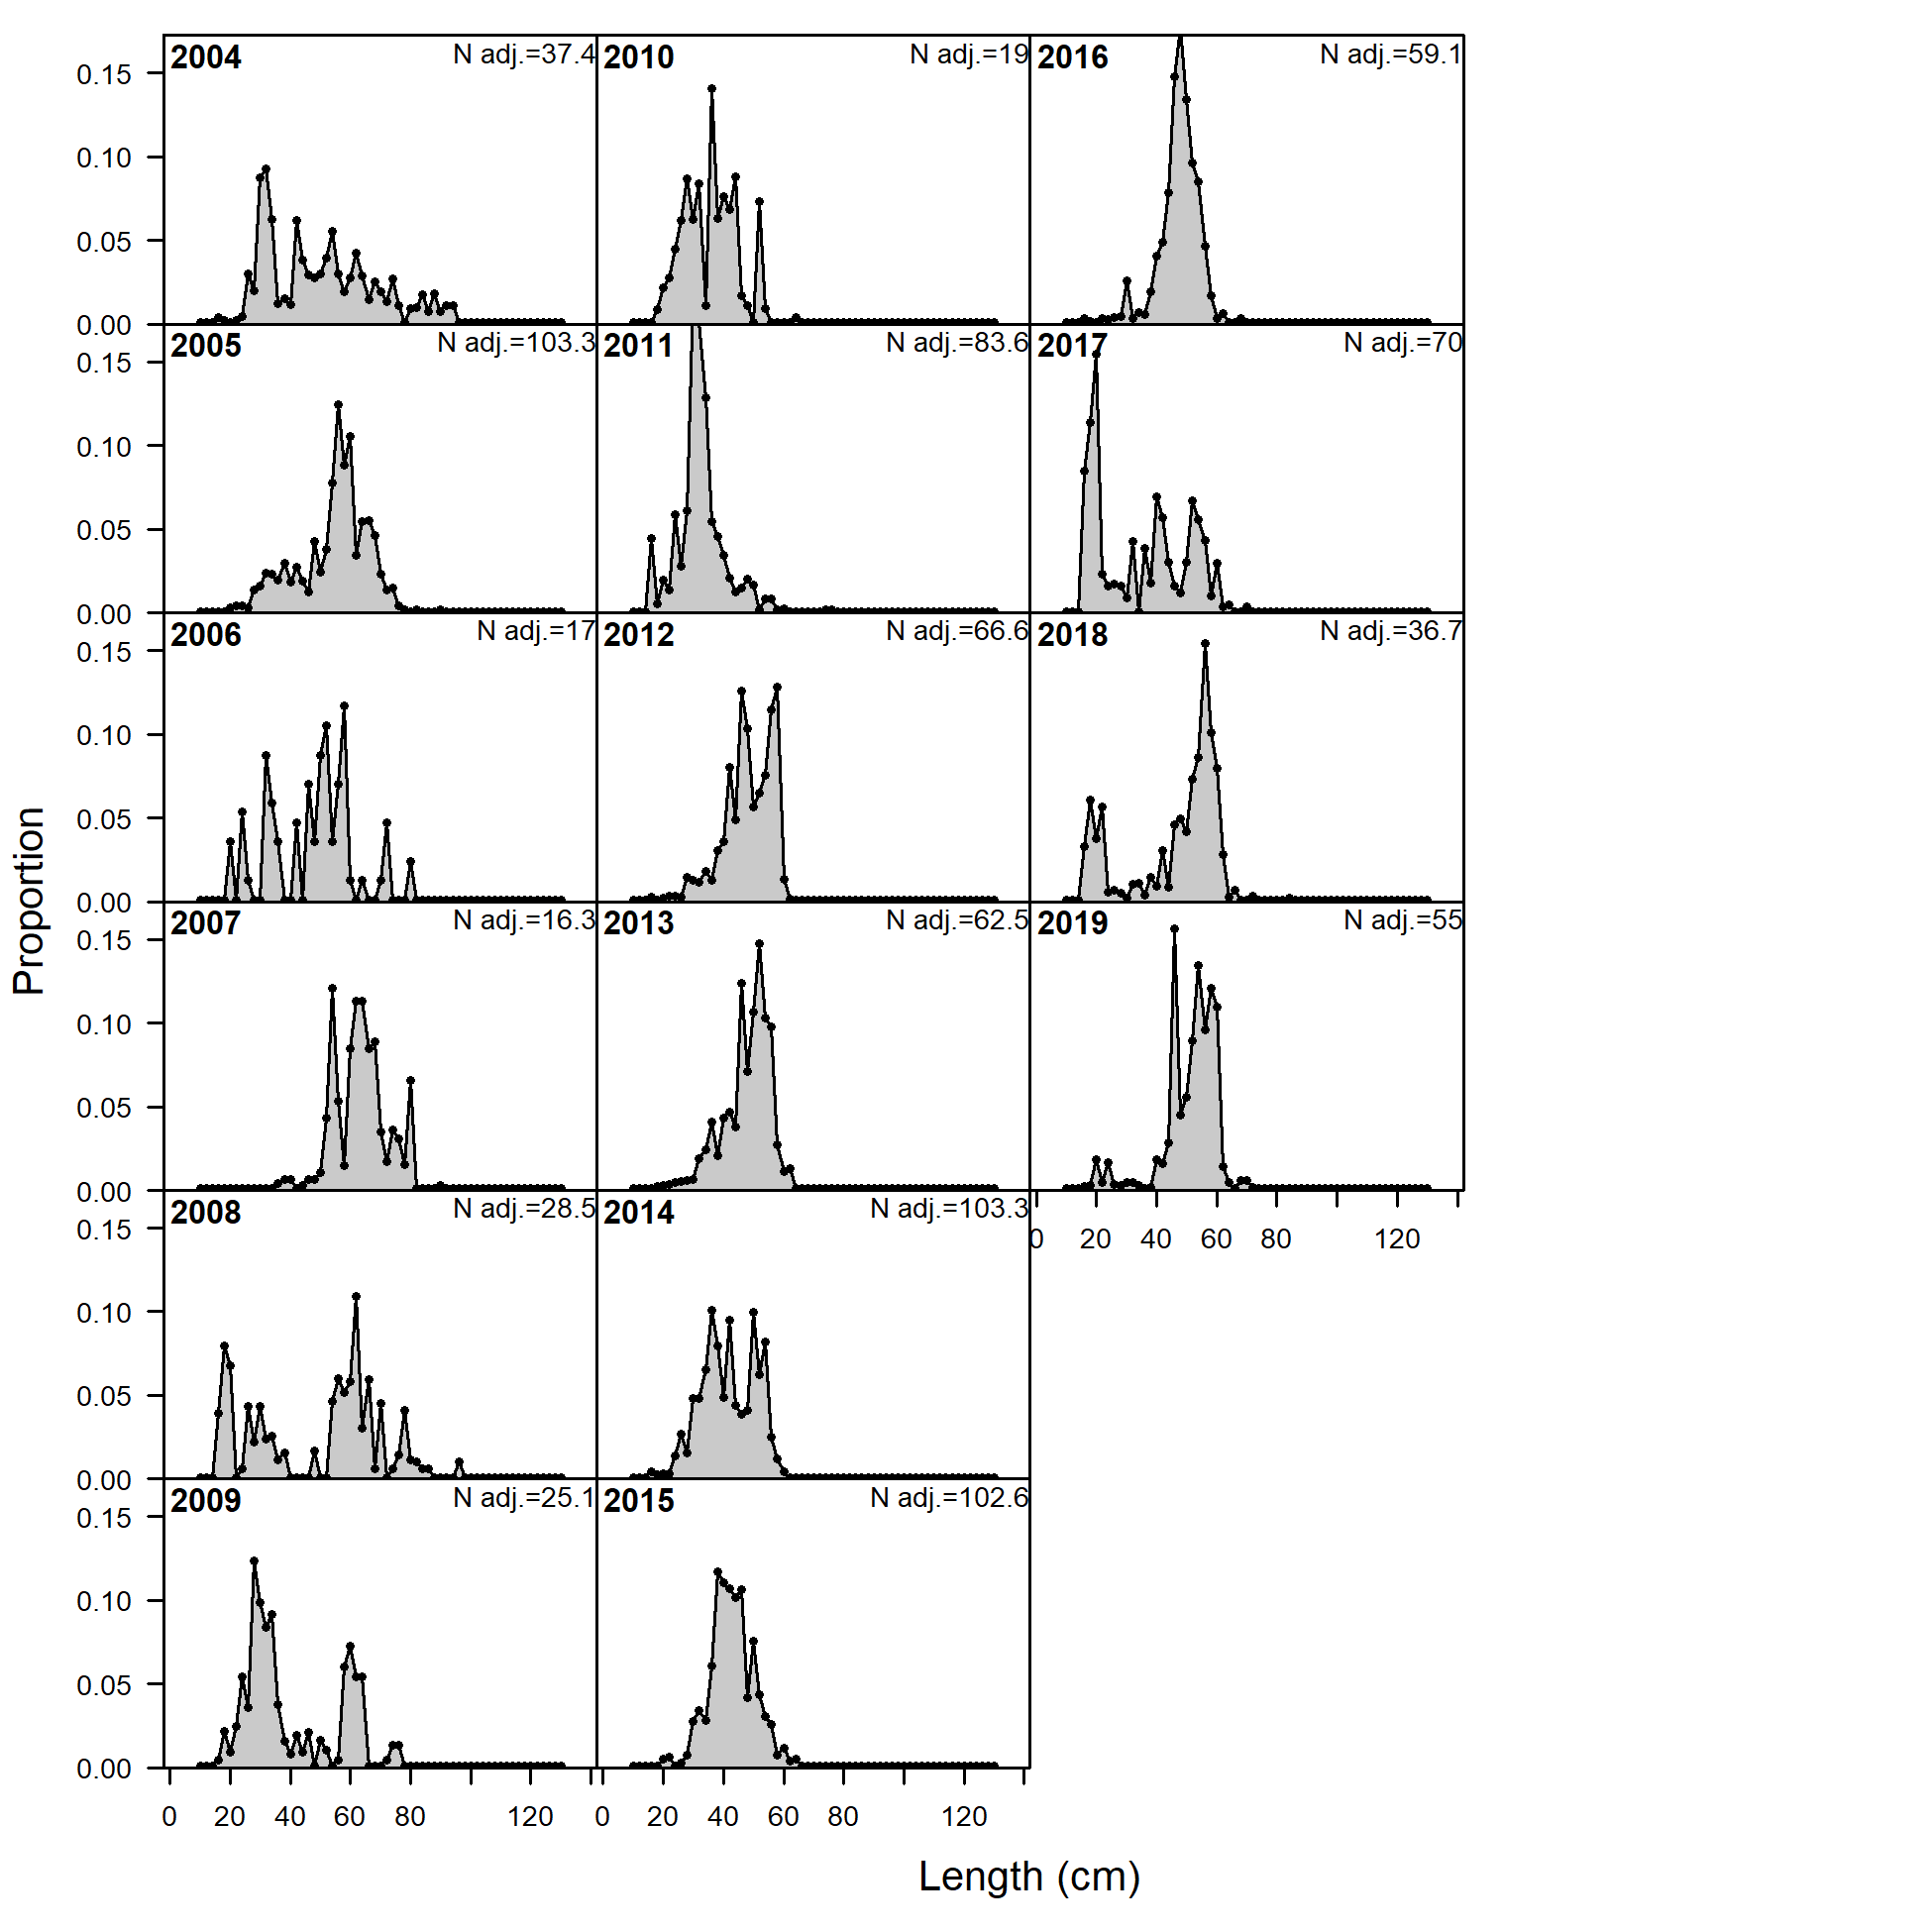 2004 N adj.=37.4
2010 N adj.=19
2016 N adj.=59.1
0.15
0.10
0.05
0.00
2005 N adj.=103.3
2011 N adj.=83.6
2017 N adj.=70
0.15
0.10
0.05
0.00
2006 N adj.=17
2012 N adj.=66.6
2018 N adj.=36.7
0.15
0.10
0.05
0.00
Proportion
2007 N adj.=16.3
2013 N adj.=62.5
2019 N adj.=55
0.15
0.10
0.05
0.00
2008 N adj.=28.5
2014 N adj.=103.3
0 20 40 60 80 120
0.15
0.10
0.05
0.00
2009 N adj.=25.1
2015 N adj.=102.6
0.15
0.10
0.05
0.00
0 20 40 60 80 120
0 20 40 60 80 120
Length (cm)